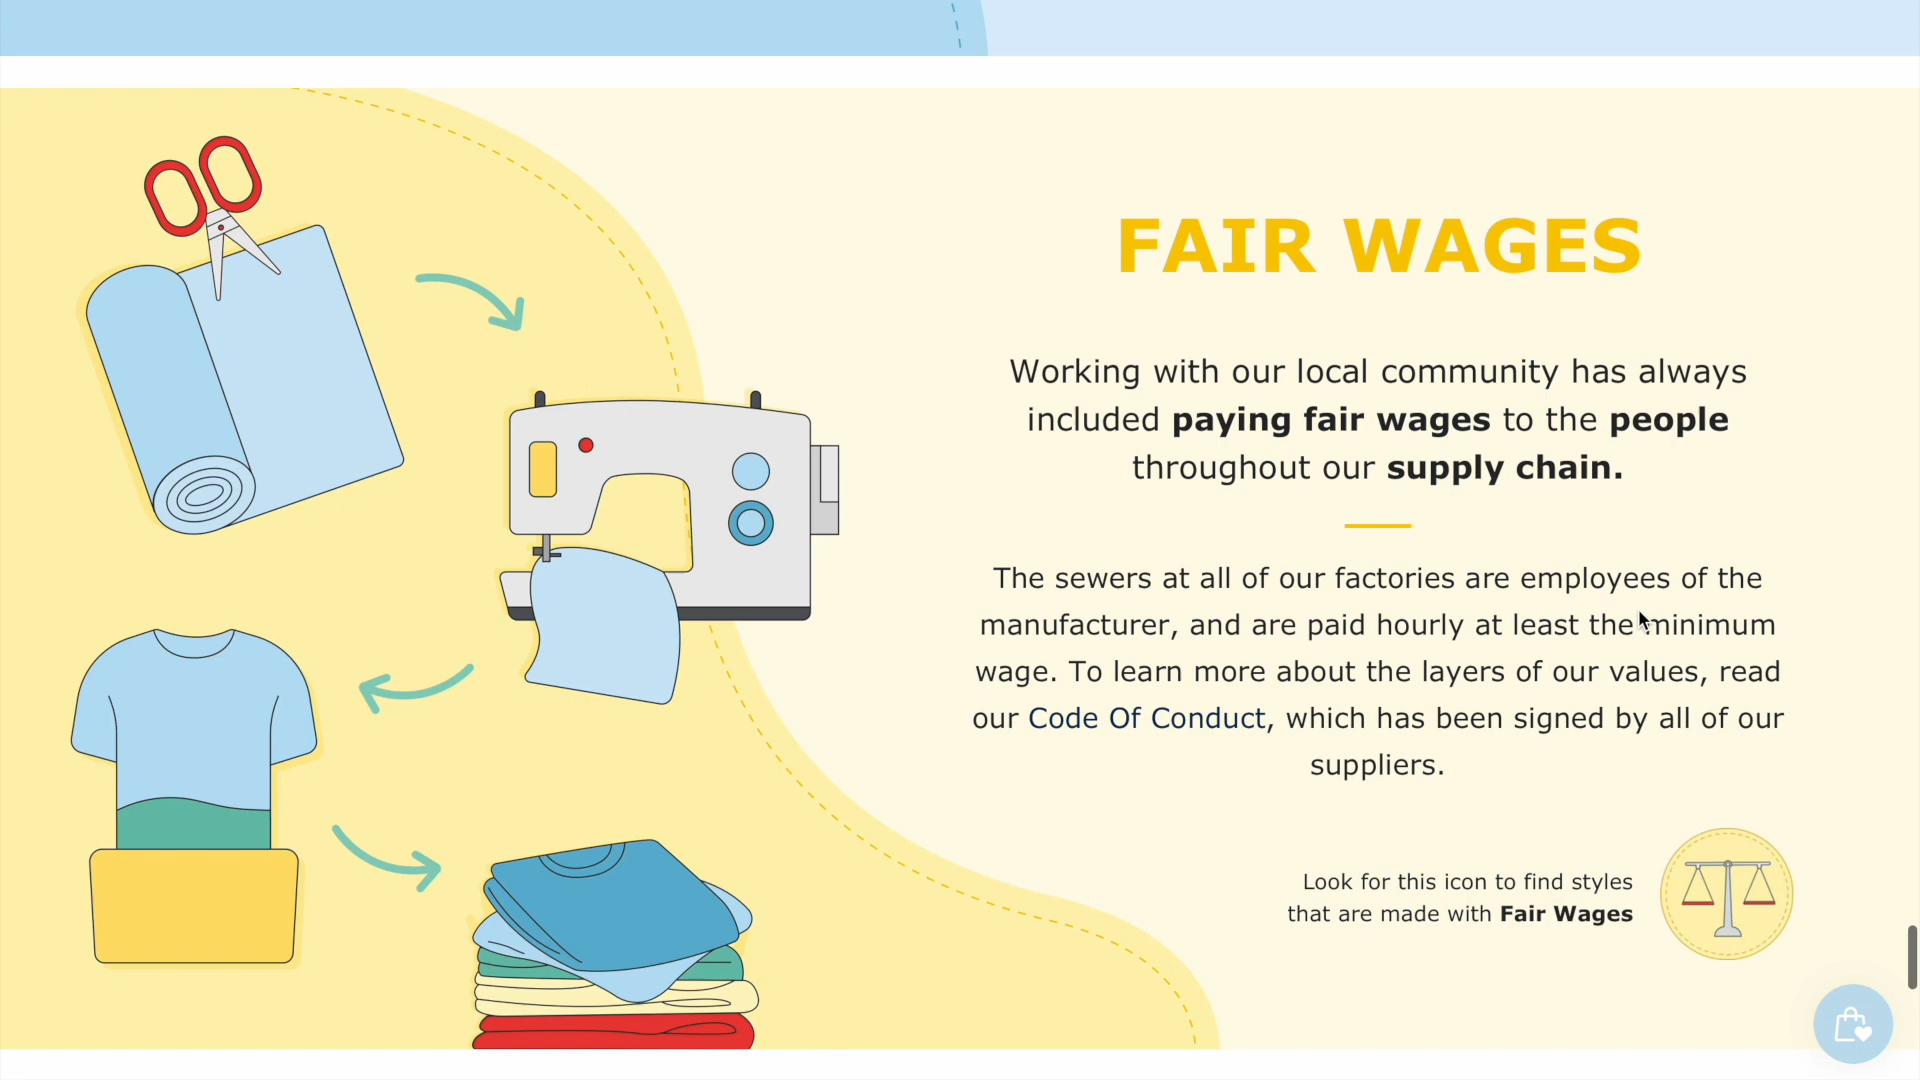 FAIR WAGES
Working with our local community has always
included paying fair wages to the people
throughout our supply chain.
The sewers at all of our factories are employees of the
manufacturer, and are paid hourly at least the minimum
wage. To learn more about the layers of our values, read
our Code Of Conduct, which has been signed by all of our
suppliers.
Look for this icon to find styles
that are made with Fair Wages